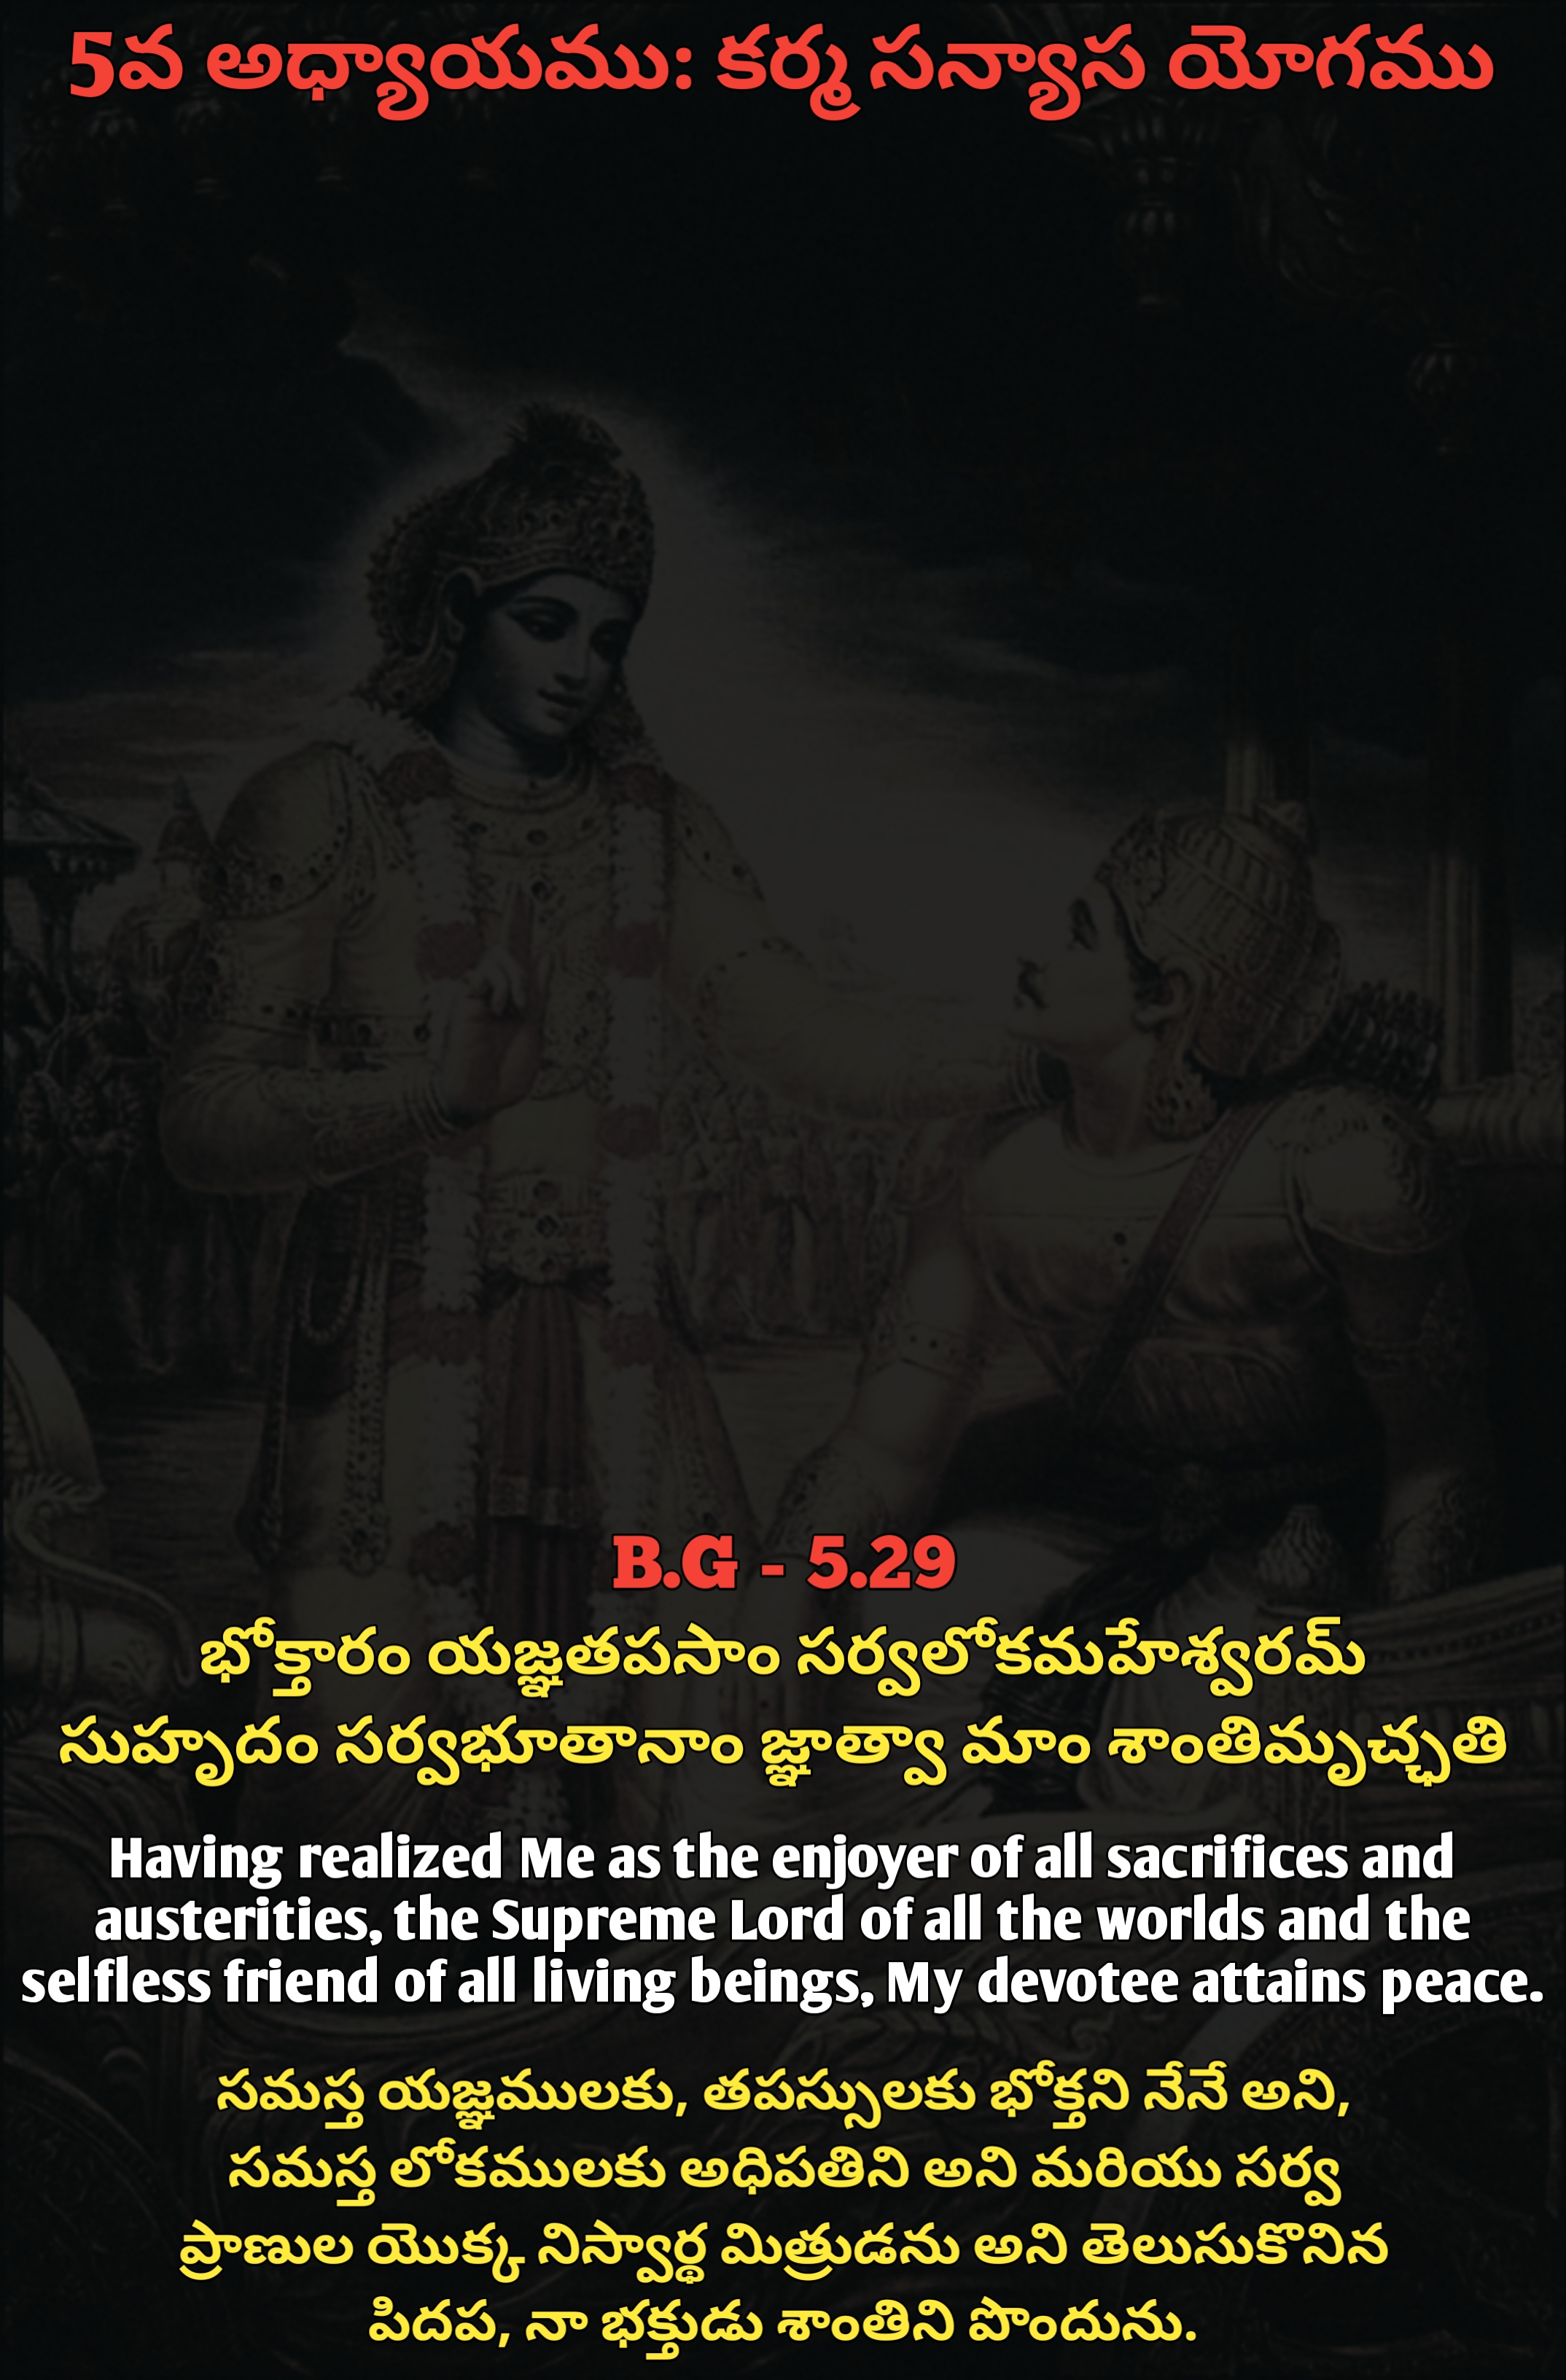 5వ అధ్యాయము: కర్మ సన్యాస యోగము
B.G - 5.29
భోక్తారం యజ్ఞతపసాం సర్వలోకమహేశ్వరమ్
సుహృదం సర్వభూతానాం జ్ఞాత్వా మాం శాంతిమృచ్ఛతి
Having realized Me as the enjoyer of all sacrifices and
austerities, the Supreme Lord of all the worlds and the
selfless friend of all living beings, My devotee attains peace.
సమస్త యజ్ఞములకు, తపస్సులకు భోక్తని నేనే అని,
సమస్త లోకములకు అధిపతిని అని మరియు సర్వ
ప్రాణుల యొక్క నిస్వార్థ మిత్రుడను అని తెలుసుకొనిన
పిదప, నా భక్తుడు శాంతిని పొందును.